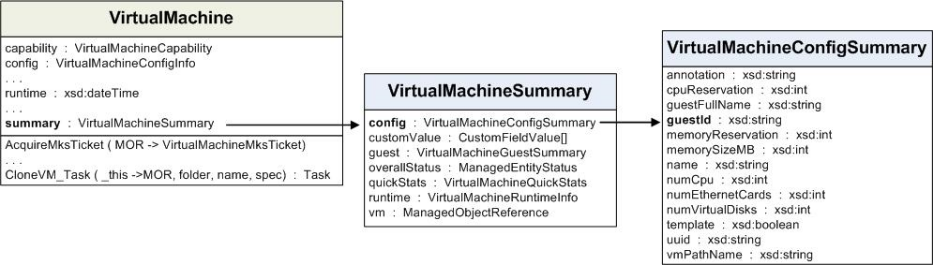 VirtualMachine
capability : VirtualMachineCapability
config : VirtualMachineConfigInfo
. . .
runtime : xsd:dateTime
. . .
summary : VirtualMachineSummary
AcquireMksTicket ( MOR -> VirtualMachineMksTicket)
. . .
CloneVM_Task ( _this ->MOR, folder, name, spec) : Task
VirtualMachineSummary
config : VirtualMachineConfigSummary
customValue : CustomFieldValue[]
guest : VirtualMachineGuestSummary
overallStatus : ManagedEntityStatus
quickStats : VirtualMachineQuickStats
runtime : VirtualMachineRuntimeInfo
vm : ManagedObjectReference
VirtualMachineConfigSummary
annotation : xsd:string
cpuReservation : xsd:int
guestFullName : xsd:string
guestId : xsd:string
memoryReservation : xsd:int
memorySizeMB : xsd:int
name : xsd:string
numCpu : xsd:int
numEthernetCards : xsd:int
numVirtualDisks : xsd:int
template : xsd:boolean
uuid : xsd:string
vmPathName : xsd:string